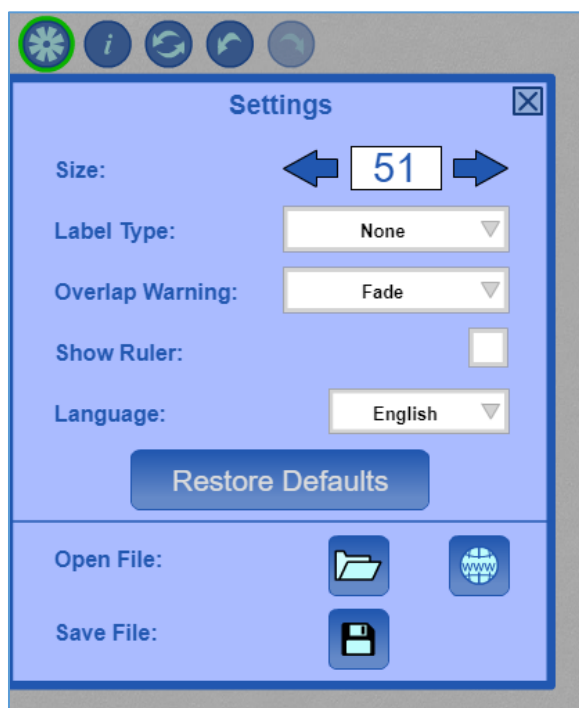 i
Settings
Size: 51
Label Type: None
Overlap Warning: Fade
Show Ruler:
Language: English
Restore Defaults
Open File: www
Save File: